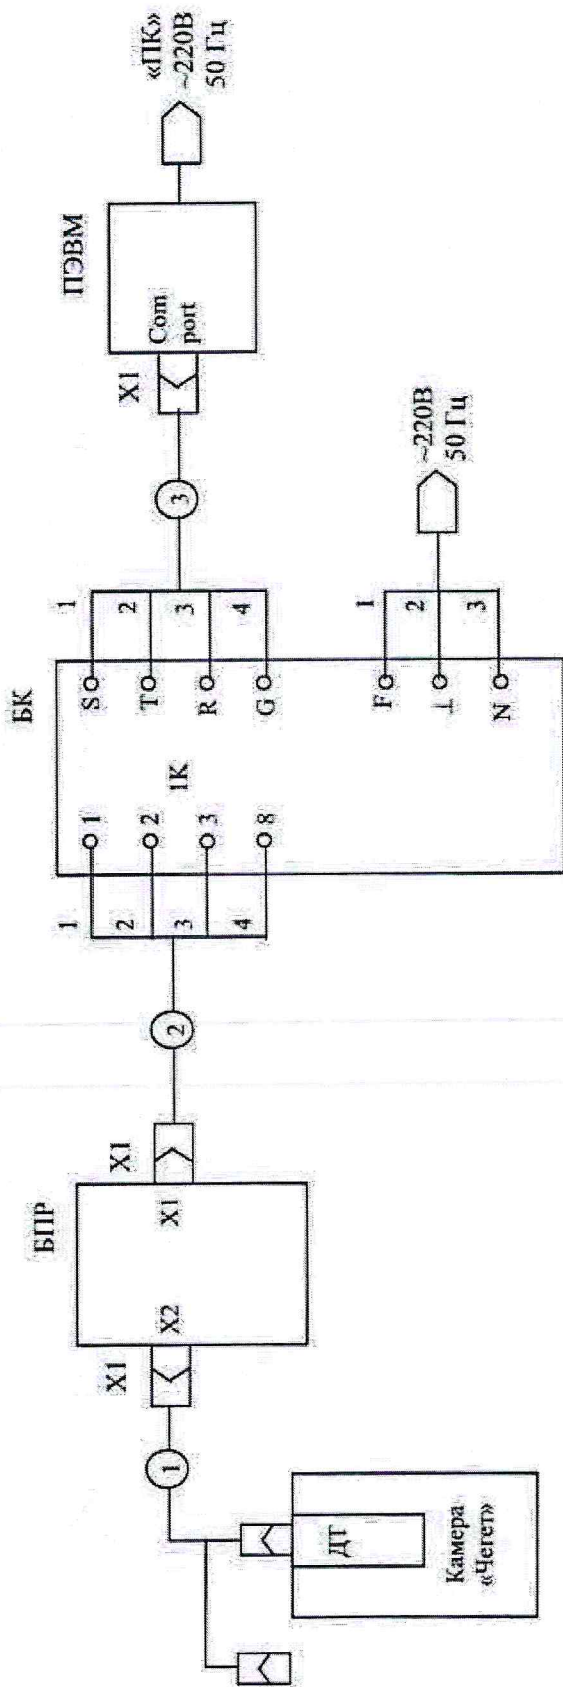 «ПК»
~220В
50 Гц
ПЭВМ
Com
port
X1
3
1
2
3
4
БК
S
T
R
G
1К
1
2
3
8
F
⊥
N
1
2
3
~220В
50 Гц
1
2
3
4
2
X1
БПР
X1
X2
X1
1
ДТ
Камера
«Чегет»